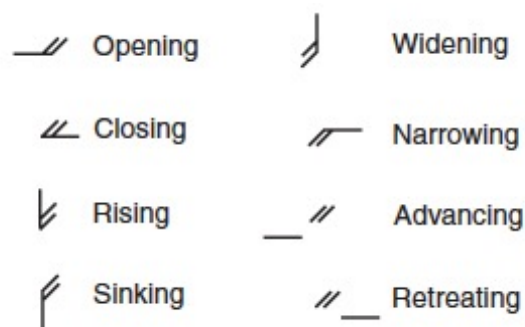 Opening
Widening
Closing
Narrowing
Rising
Advancing
Sinking
Retreating